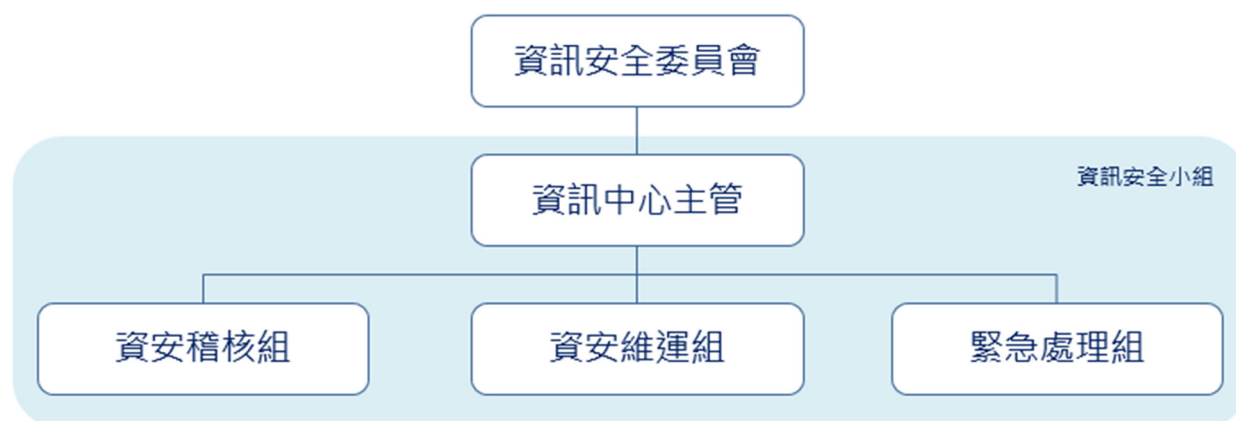 資訊安全委員會
資訊安全小組
資訊中心主管
資安稽核組
資安維運組
緊急處理組